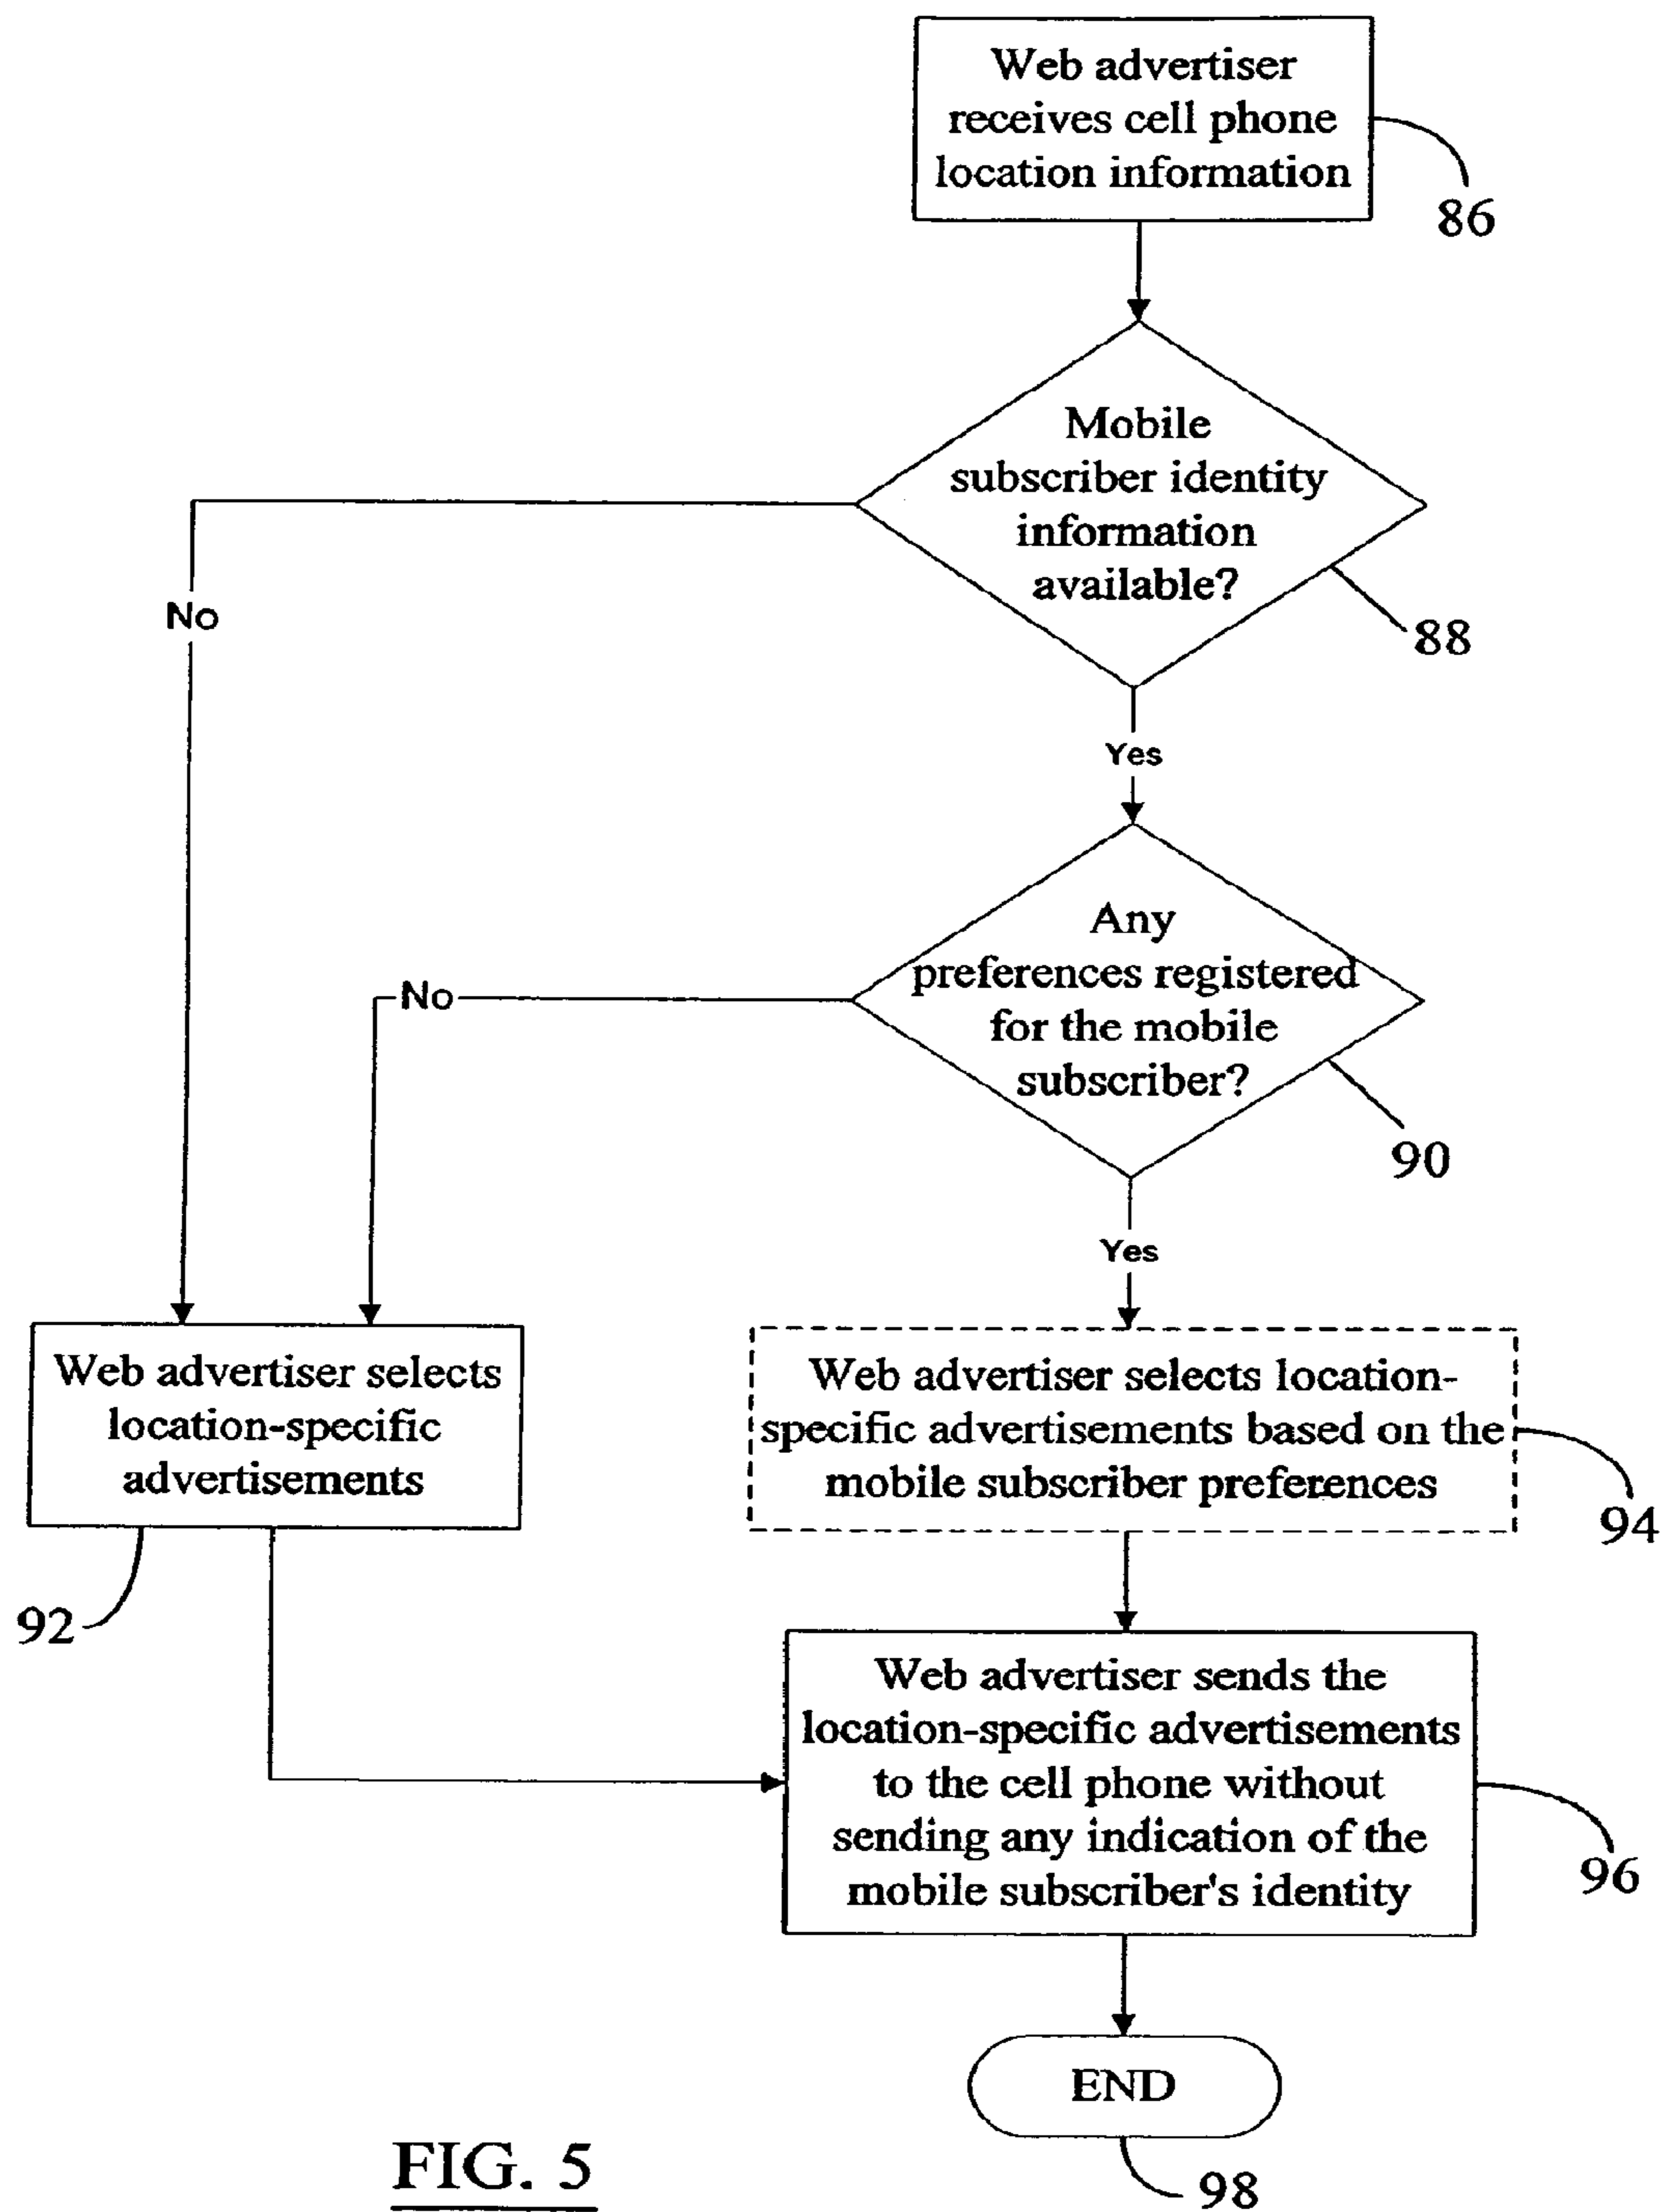 Web advertiser
receives cell phone
location information
86
Mobile
subscriber identity
information
available?
88
No
Yes
Any
preferences registered
for the mobile
subscriber?
90
No
Yes
Web advertiser selects
location-specific
advertisements
92
Web advertiser selects location-
specific advertisements based on the
mobile subscriber preferences
94
Web advertiser sends the
location-specific advertisements
to the cell phone without
sending any indication of the
mobile subscriber's identity
96
END
98
FIG. 5